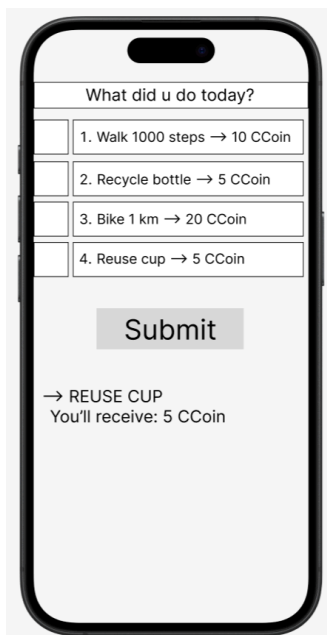 What did u do today?
1. Walk 1000 steps → 10 CCoin
2. Recycle bottle → 5 CCoin
3. Bike 1 km → 20 CCoin
4. Reuse cup → 5 CCoin
Submit
→ REUSE CUP
You’ll receive: 5 CCoin